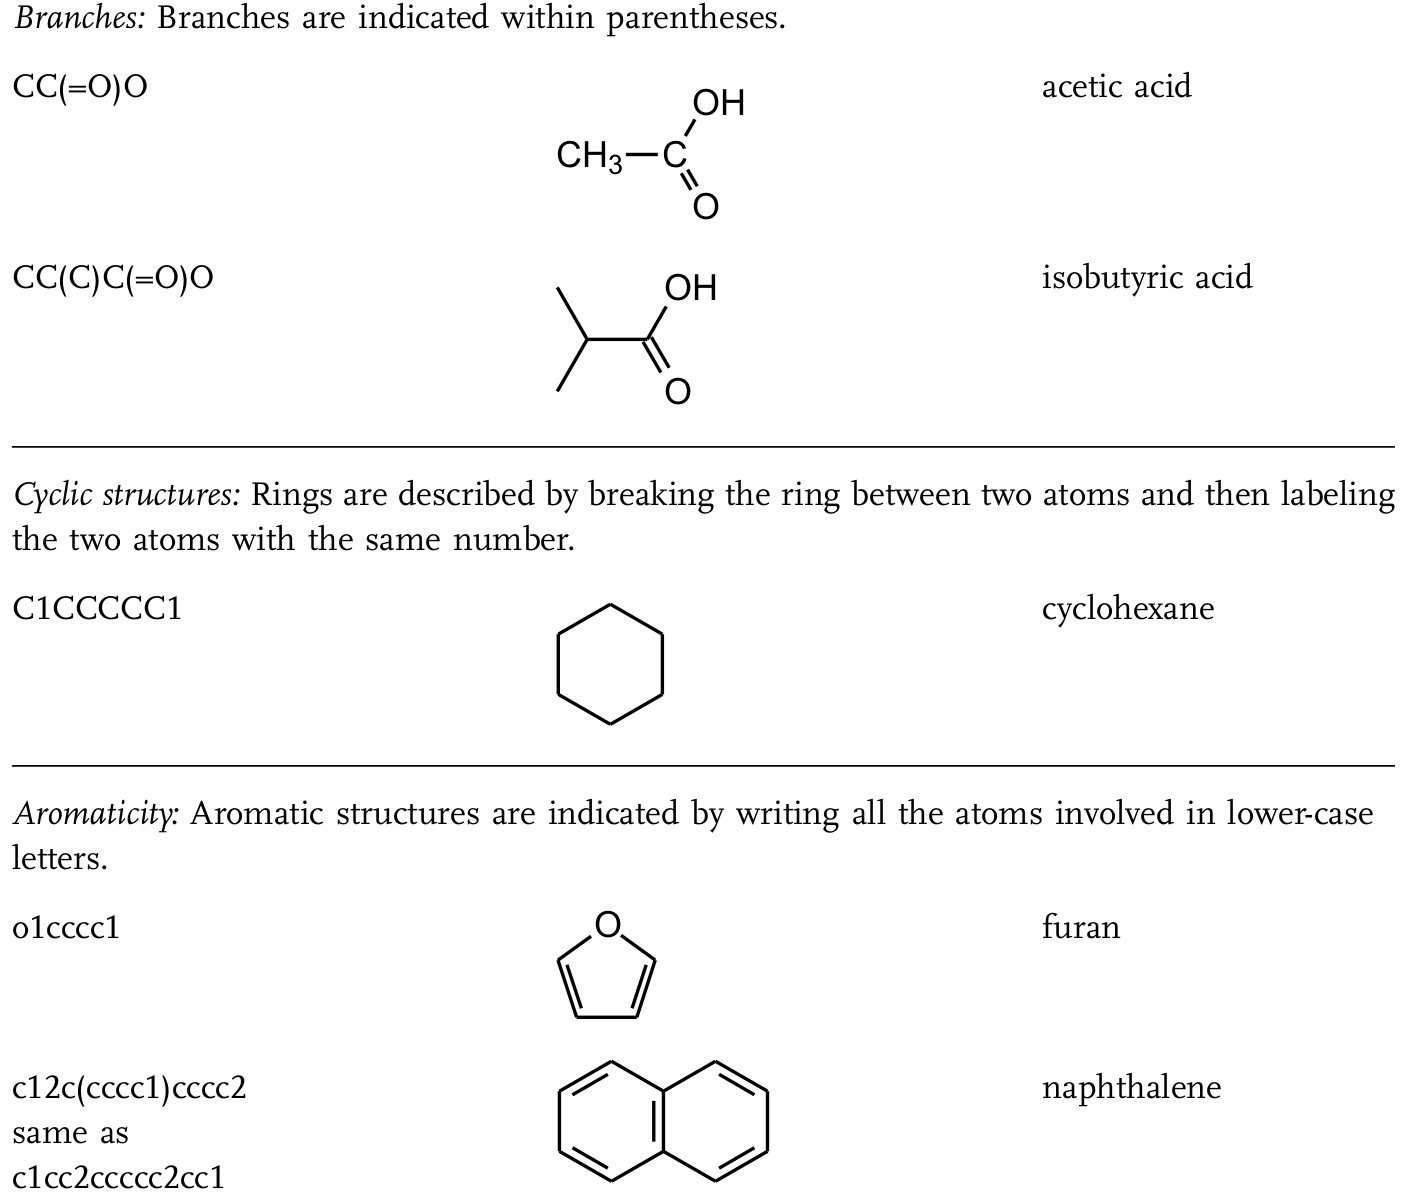 Branches: Branches are indicated within parentheses.
CC(=O)O
OH
CH3
C
O
acetic acid
CC(C)C(=O)O
OH
O
isobutyric acid
Cyclic structures: Rings are described by breaking the ring between two atoms and then labeling
the two atoms with the same number.
C1CCCCC1
cyclohexane
Aromaticity: Aromatic structures are indicated by writing all the atoms involved in lower-case
letters.
o1cccc1
O
furan
c12c(cccc1)cccc2
naphthalene
same as
c1cc2ccccc2cc1